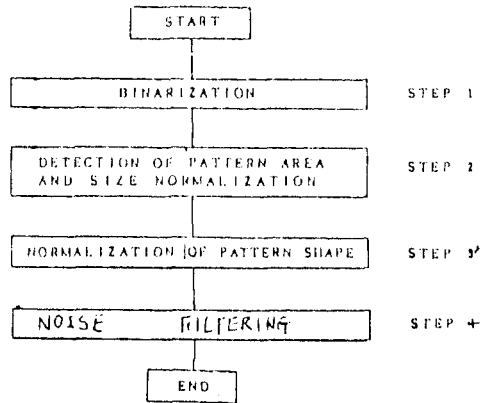 START
BINARIZATION STEP 1
DETECTION OF PATTERN AREA
AND SIZE NORMALIZATION STEP 2
NORMALIZATION OF PATTERN SHAPE STEP 3
NOISE FILTERING STEP 4
END